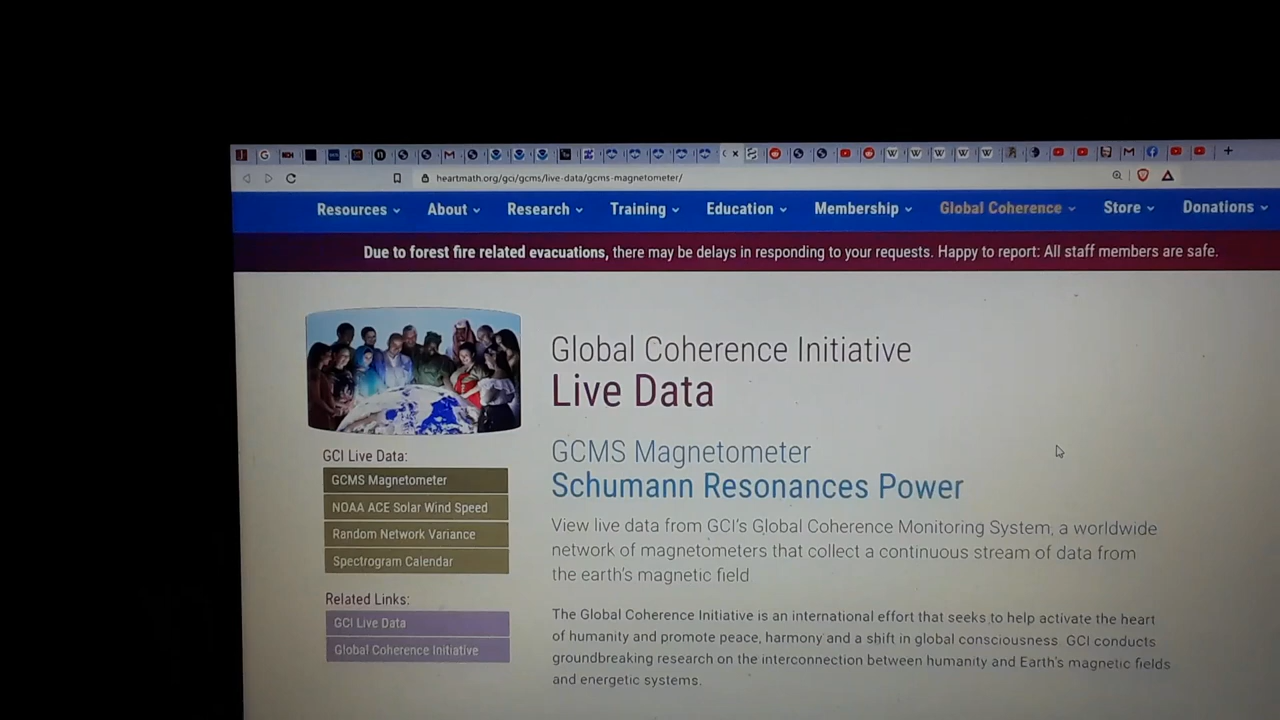 heartmath.org/gci/gcms/live-data/gcms-magnetometer/
Resources About Research Training Education Membership Global Coherence Store Donations
Due to forest fire related evacuations, there may be delays in responding to your requests. Happy to report: All staff members are safe.
Global Coherence Initiative
Live Data
GCI Live Data:
GCMS Magnetometer
NOAA ACE Solar Wind Speed
Random Network Variance
Spectrogram Calendar
Related Links:
GCI Live Data
Global Coherence Initiative
GCMS Magnetometer
Schumann Resonances Power
View live data from GCI's Global Coherence Monitoring System, a worldwide
network of magnetometers that collect a continuous stream of data from
the earth's magnetic field
The Global Coherence Initiative is an international effort that seeks to help activate the heart
of humanity and promote peace, harmony and a shift in global consciousness. GCI conducts
groundbreaking research on the interconnection between humanity and Earth's magnetic fields
and energetic systems.